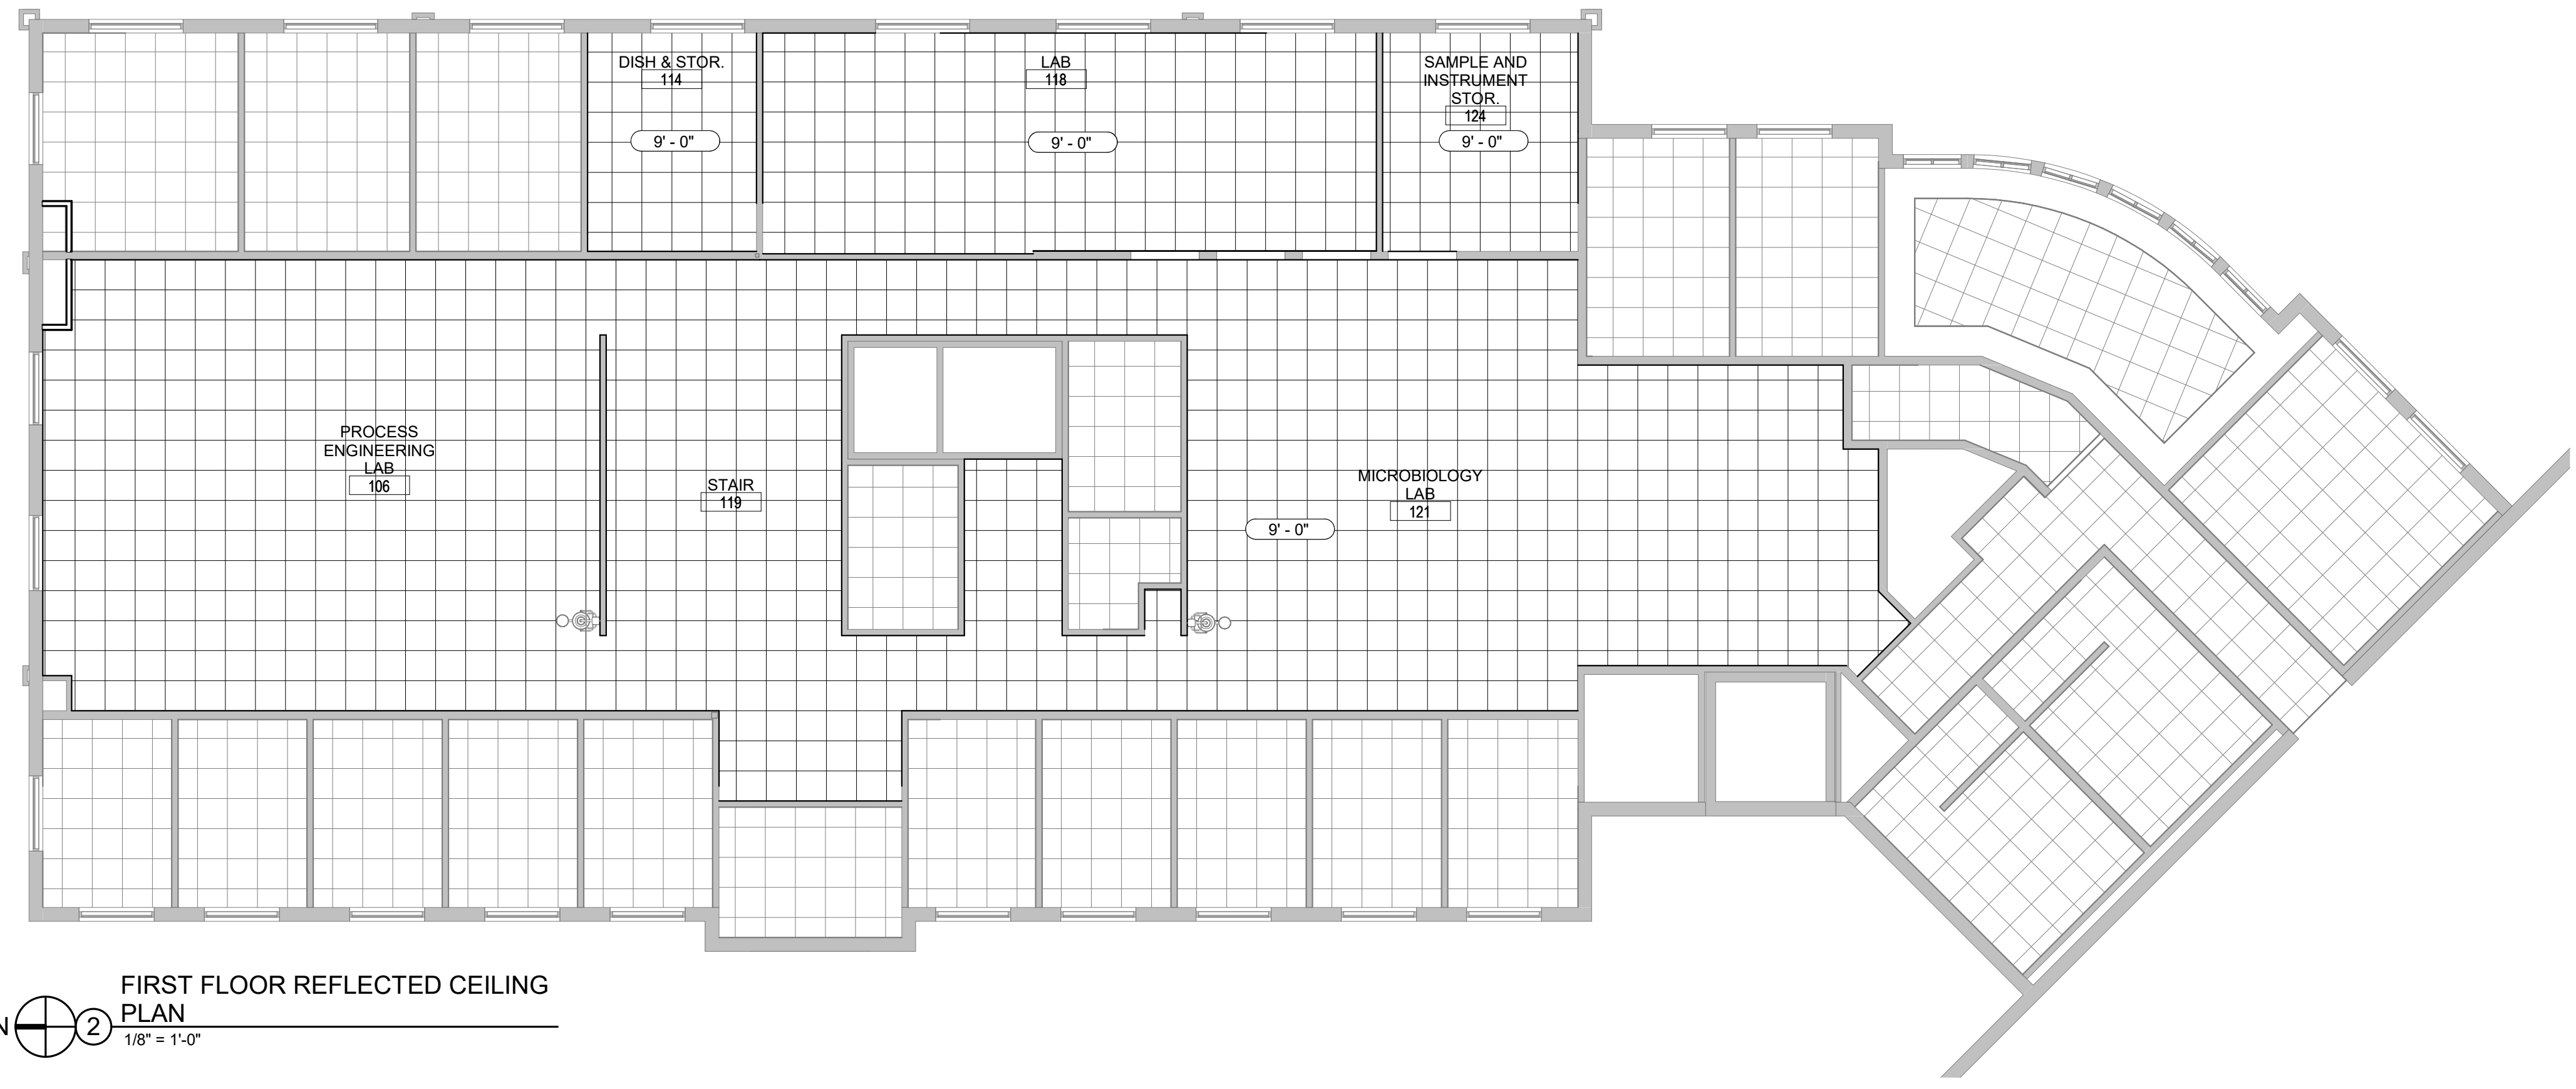 DISH & STOR.
114
9' - 0"
LAB
118
9' - 0"
SAMPLE AND
INSTRUMENT
STOR.
124
9' - 0"
PROCESS
ENGINEERING
LAB
106
STAIR
119
MICROBIOLOGY
LAB
121
9' - 0"
N
2
FIRST FLOOR REFLECTED CEILING
PLAN
1/8" = 1'-0"